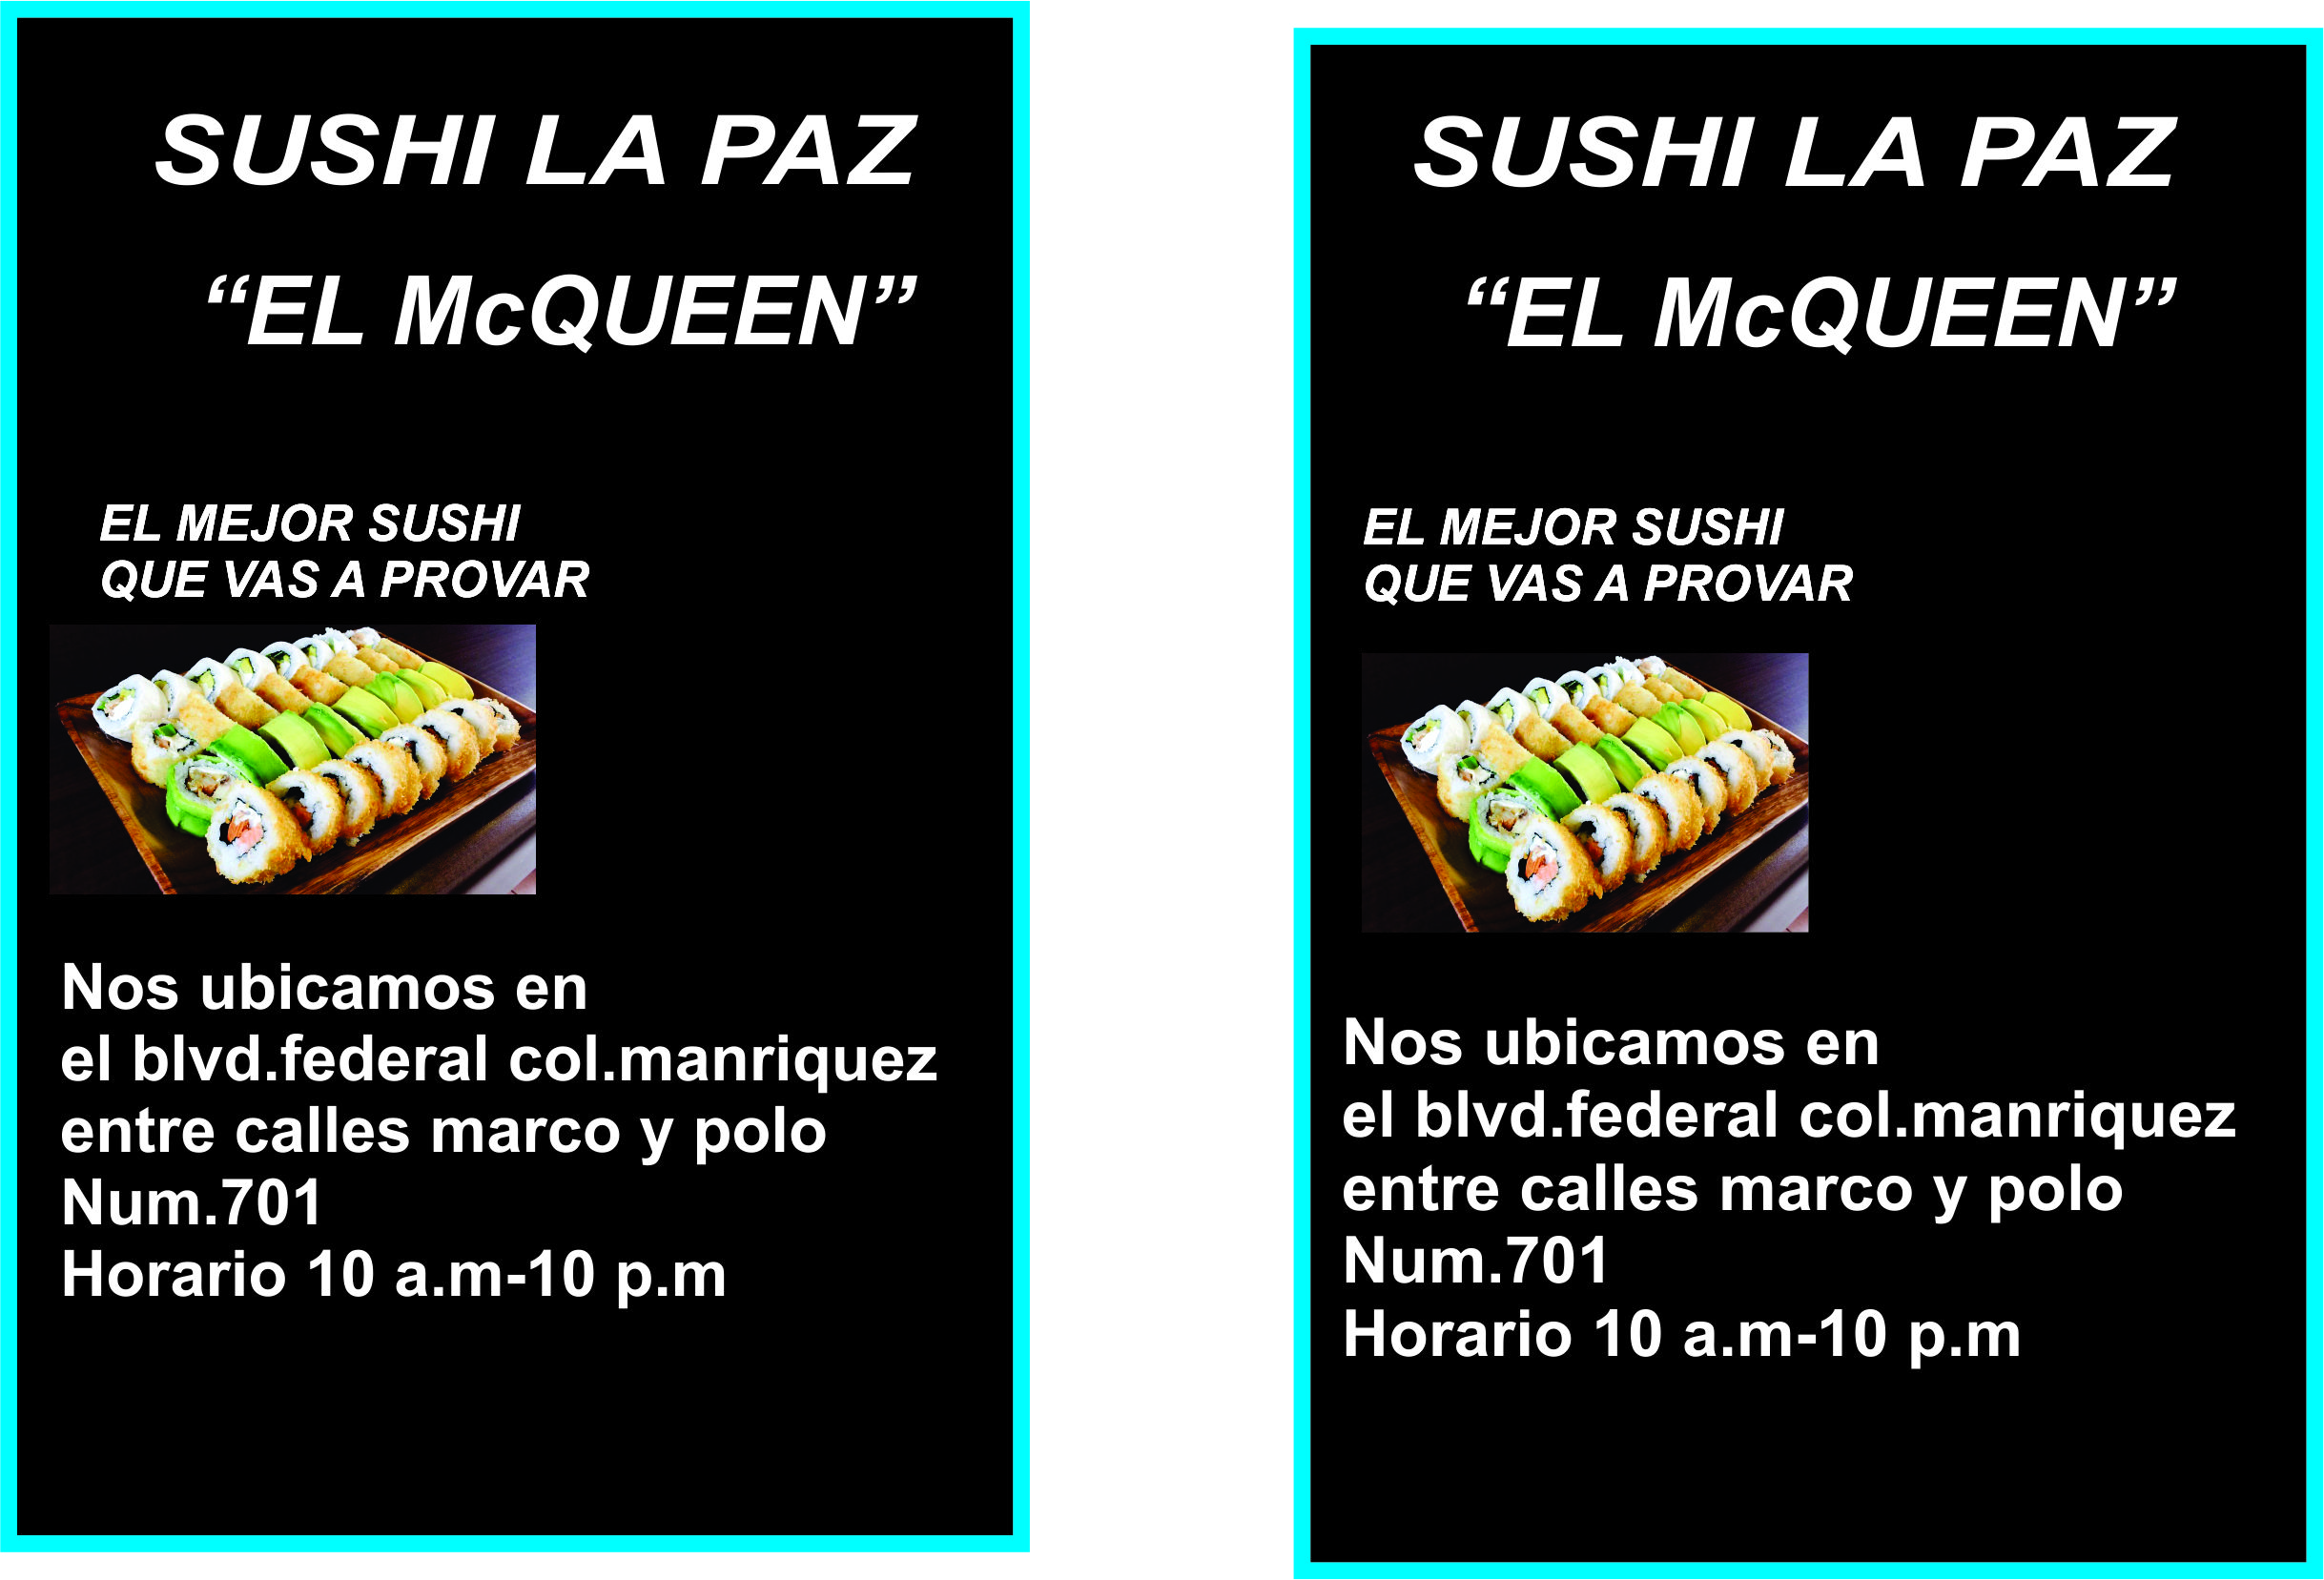 SUSHI LA PAZ
“EL McQUEEN”
EL MEJOR SUSHI
QUE VAS A PROVAR
Nos ubicamos en
el blvd.federal col.manriquez
entre calles marco y polo
Num.701
Horario 10 a.m-10 p.m
SUSHI LA PAZ
“EL McQUEEN”
EL MEJOR SUSHI
QUE VAS A PROVAR
Nos ubicamos en
el blvd.federal col.manriquez
entre calles marco y polo
Num.701
Horario 10 a.m-10 p.m